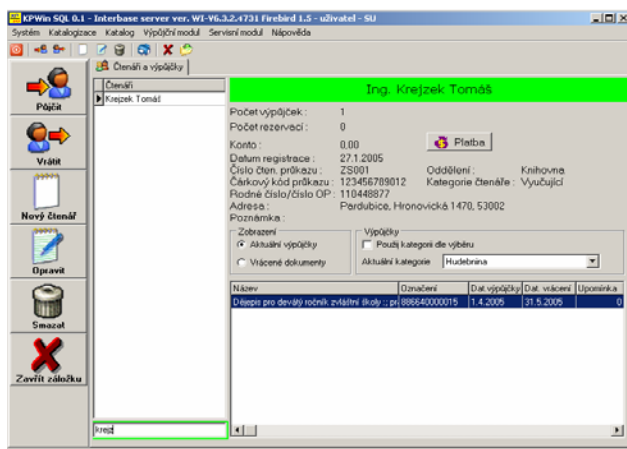 KPWin SQL 0.1 - Interbase server ver. WI-V6.3.2.4731 Firebird 1.5 - uživatel - SU
Systém Katalogizace Katalog Výpůjční modul Servisní modul Nápověda
Čtenáři a výpůjčky
Půjčit
Vrátit
Nový čtenář
Opravit
Smazat
Zavřít záložku
Čtenáři
Krejzek Tomáš
krejz
Ing. Krejzek Tomáš
Počet výpůjček : 1
Počet rezervací : 0
Konto : 0,00 Platba
Datum registrace : 27.1.2005
Číslo čten. průkazu : ZS001 Oddělení : Knihovna
Čárkový kód průkazu : 123456789012 Kategorie čtenáře : Vyučující
Rodné číslo/číslo OP : 110448877
Adresa : Pardubice, Hronovická 1470, 53002
Poznámka :
Zobrazení Výpůjčky
Aktuální výpůjčky Použij kategorii dle výběru
Vrácené dokumenty Aktuální kategorie Hudebnina
Název Označení Dat.výpůjčky Dat. vrácení Upomínka
Dějepis pro devátý ročník zvláštní školy :; pr 886640000015 1.4.2005 31.5.2005 0